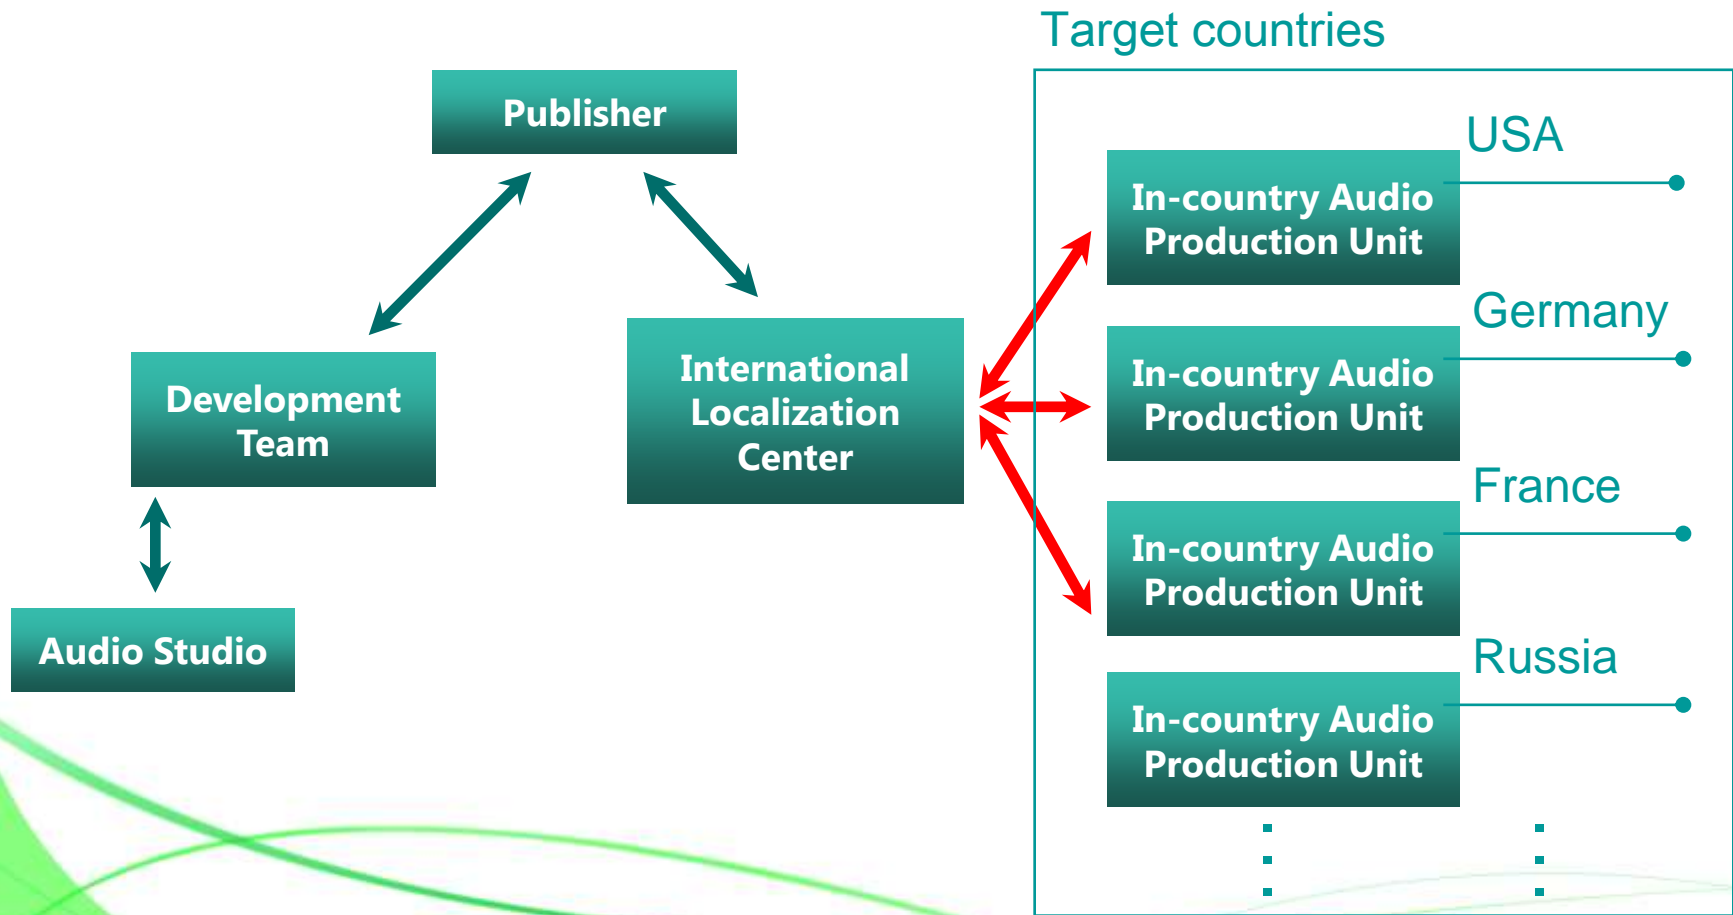 Target countries
Publisher
USA
In-country Audio
Production Unit
Germany
In-country Audio
Production Unit
International
Localization
Center
Development
Team
France
In-country Audio
Production Unit
Audio Studio
Russia
In-country Audio
Production Unit